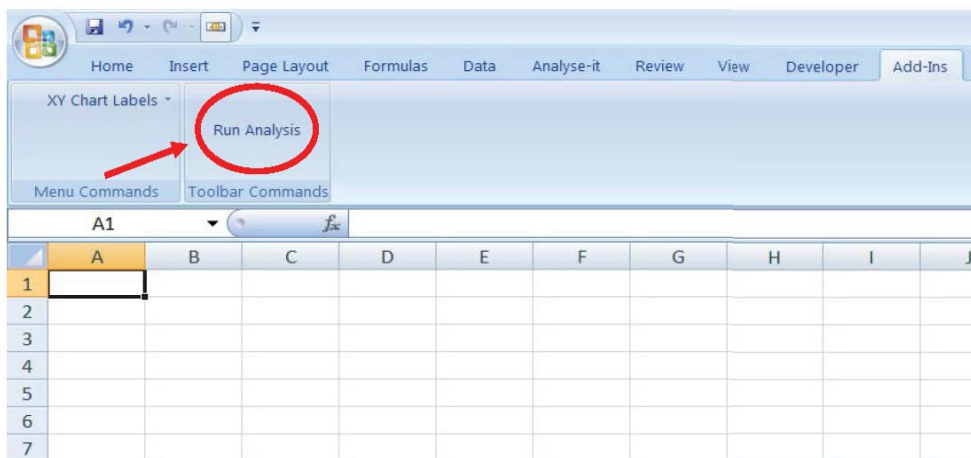 Home Insert Page Layout Formulas Data Analyse-it Review View Developer Add-Ins
XY Chart Labels
Run Analysis
Menu Commands Toolbar Commands
A1 fx
A B C D E F G H I J
1
2
3
4
5
6
7